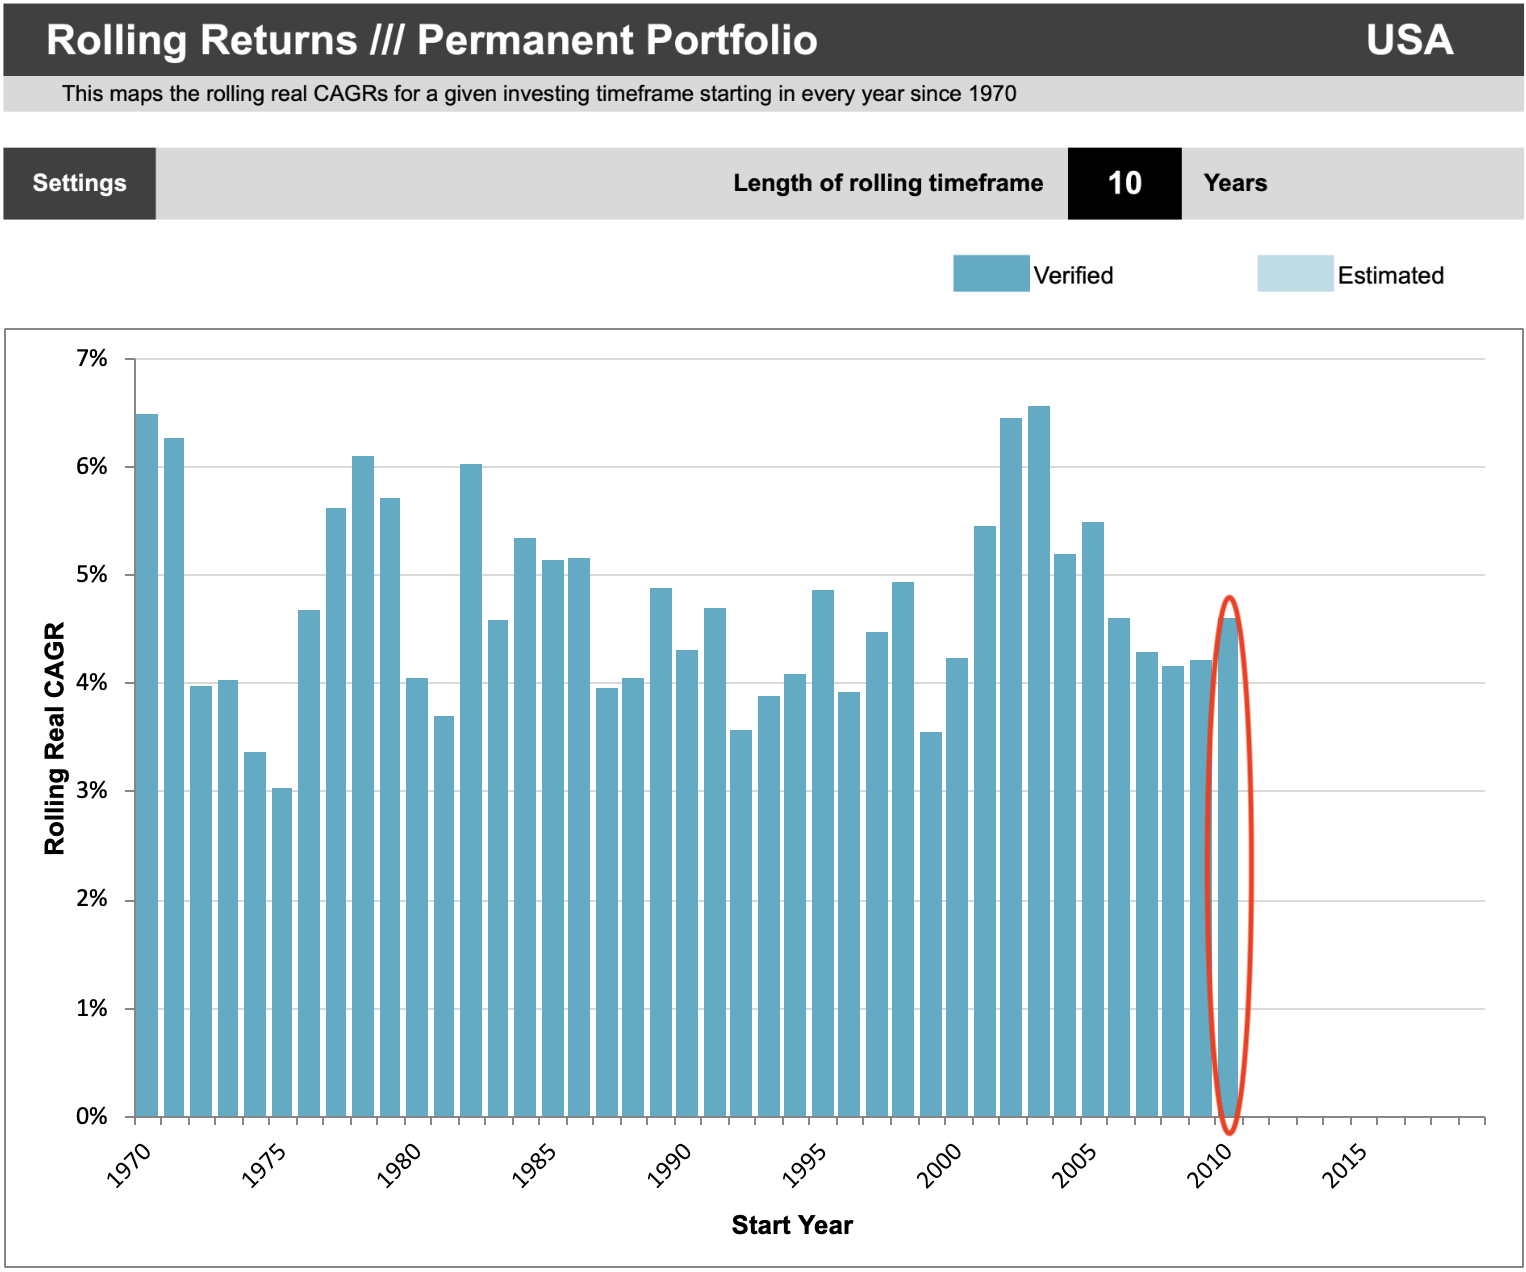 Rolling Returns /// Permanent Portfolio USA
This maps the rolling real CAGRs for a given investing timeframe starting in every year since 1970
Settings Length of rolling timeframe 10 Years
Verified Estimated
7%
6%
5%
4%
3%
2%
1%
0%
Rolling Real CAGR
1970 1975 1980 1985 1990 1995 2000 2005 2010 2015
Start Year